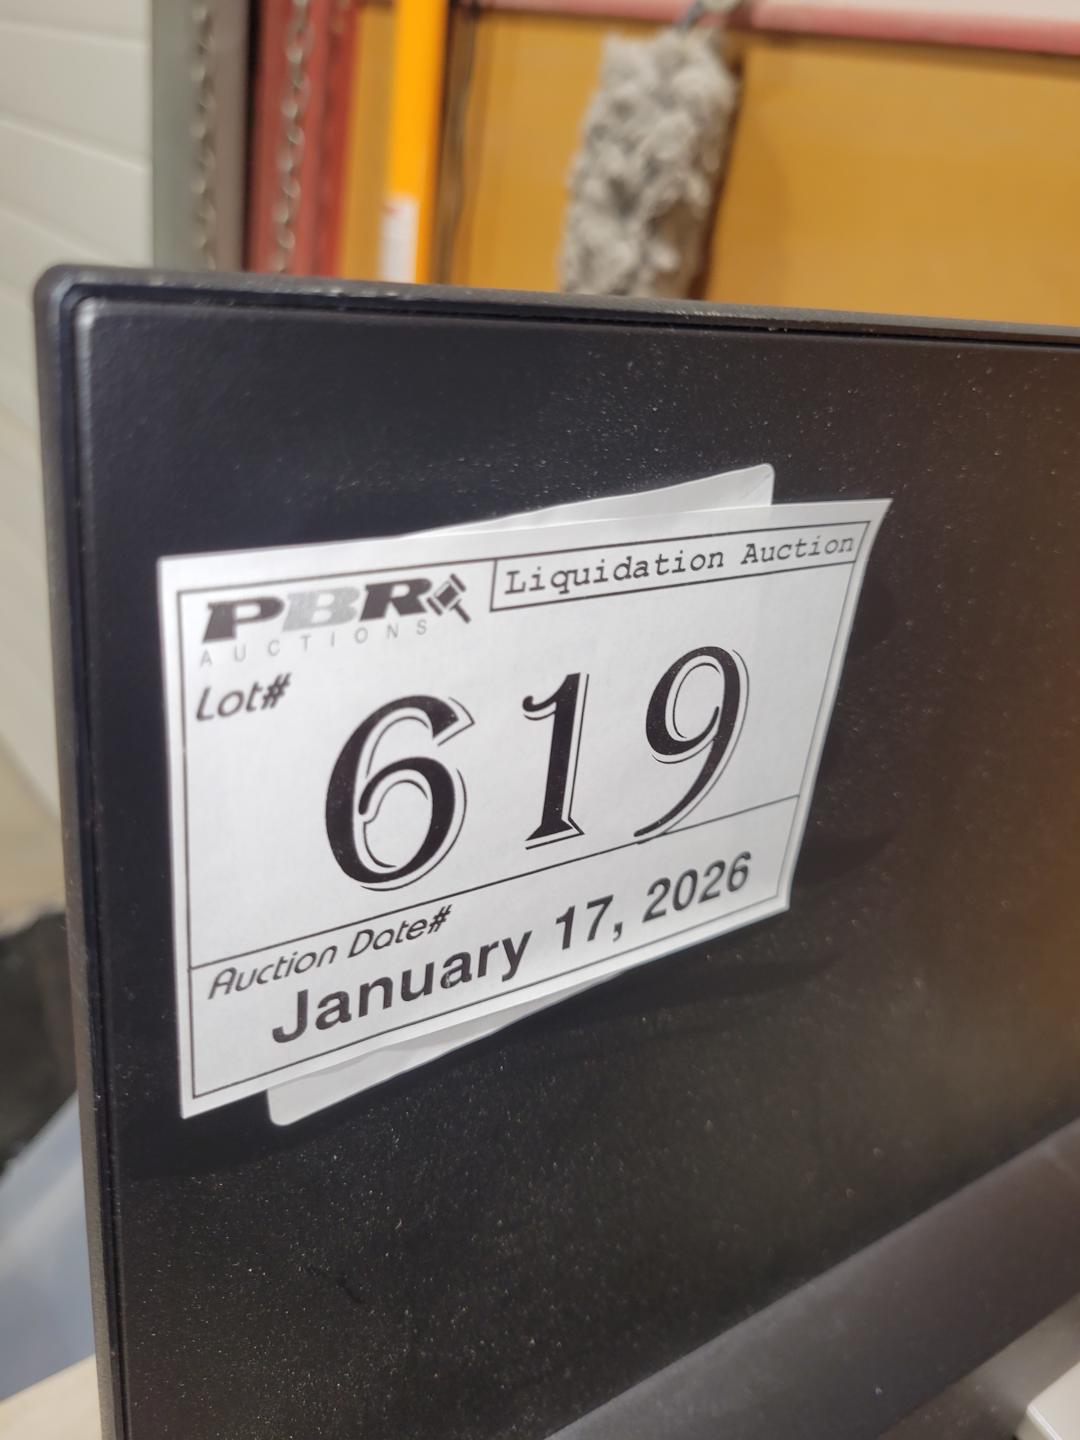 PBR
AUCTIONS
Liquidation Auction
Lot#
619
Auction Date#
January 17, 2026